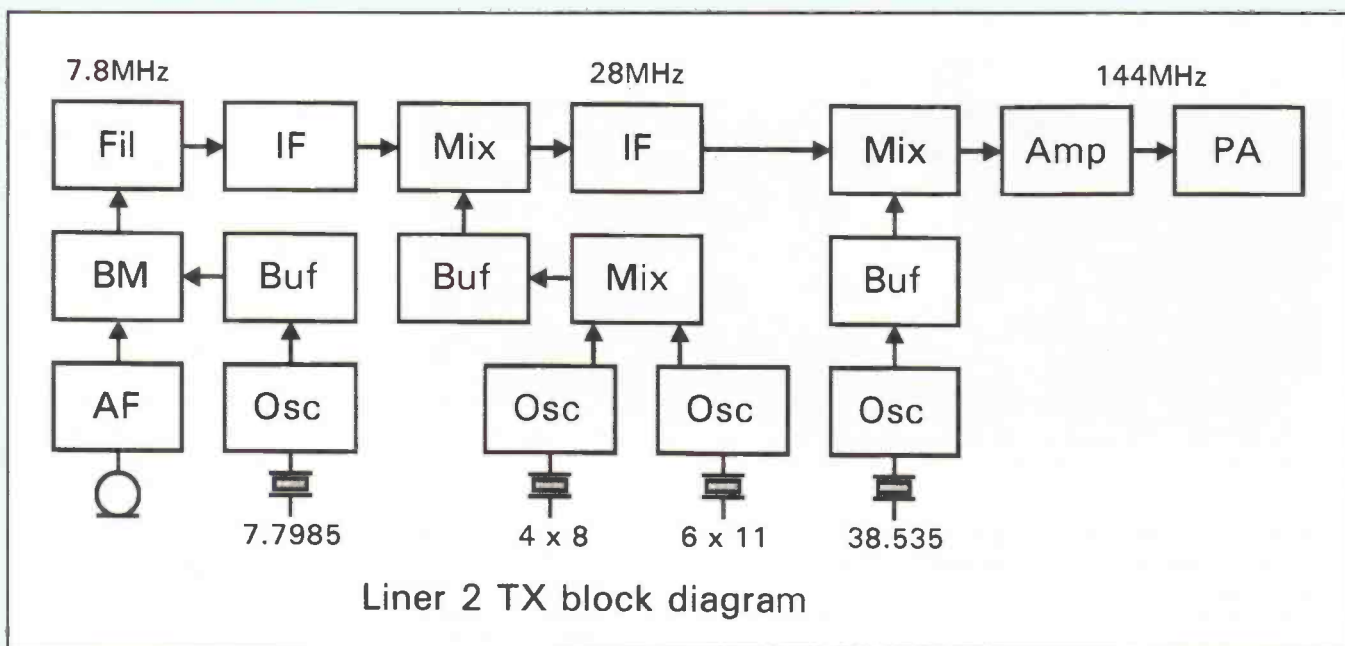 7.8MHz 28MHz 144MHz
Fil IF Mix IF Mix Amp PA
BM Buf Buf Mix Buf
AF Osc Osc Osc Osc
7.7985 4 x 8 6 x 11 38.535
Liner 2 TX block diagram